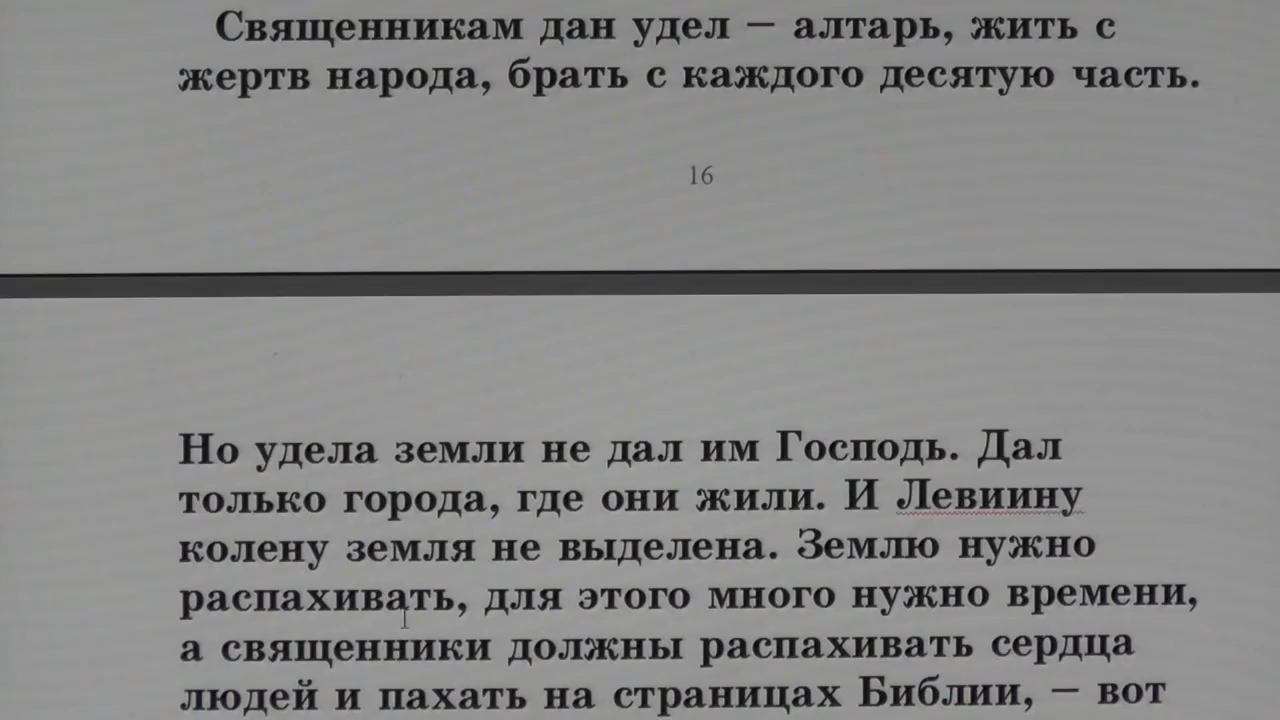 Священникам дан удел — алтарь, жить с
жертв народа, брать с каждого десятую часть.
16
Но удела земли не дал им Господь. Дал
только города, где они жили. И Левиину
колену земля не выделена. Землю нужно
распахивать, для этого много нужно времени,
а священники должны распахивать сердца
людей и пахать на страницах Библии, — вот